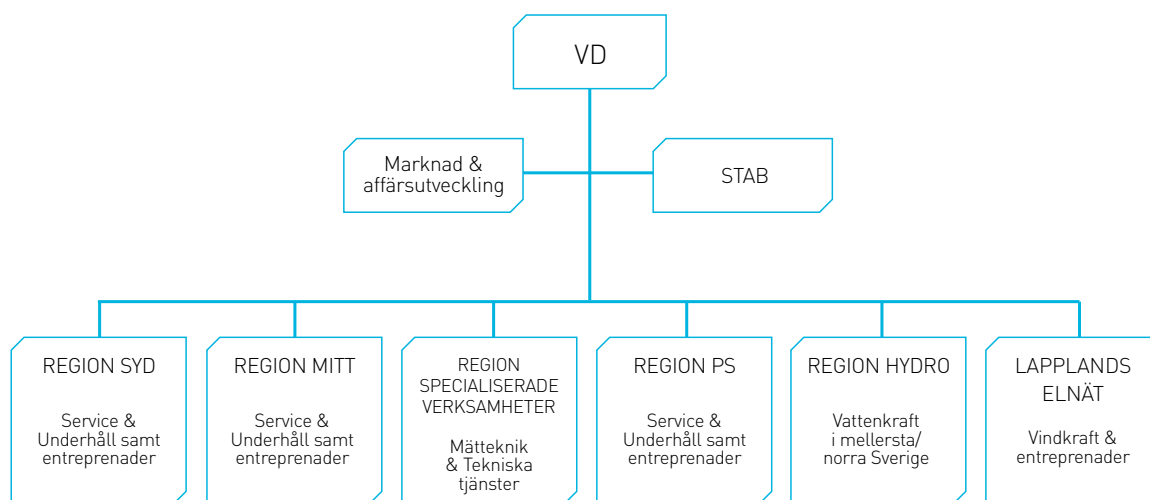 VD
Marknad &
affärsutveckling
STAB
REGION SYD
Service &
Underhåll samt
entreprenader
REGION MITT
Service &
Underhåll samt
entreprenader
REGION
SPECIALISERADE
VERKSAMHETER
Mätteknik
& Tekniska
tjänster
REGION PS
Service &
Underhåll samt
entreprenader
REGION HYDRO
Vattenkraft
i mellersta/
norra Sverige
LAPPLANDS
ELNÄT
Vindkraft &
entreprenader